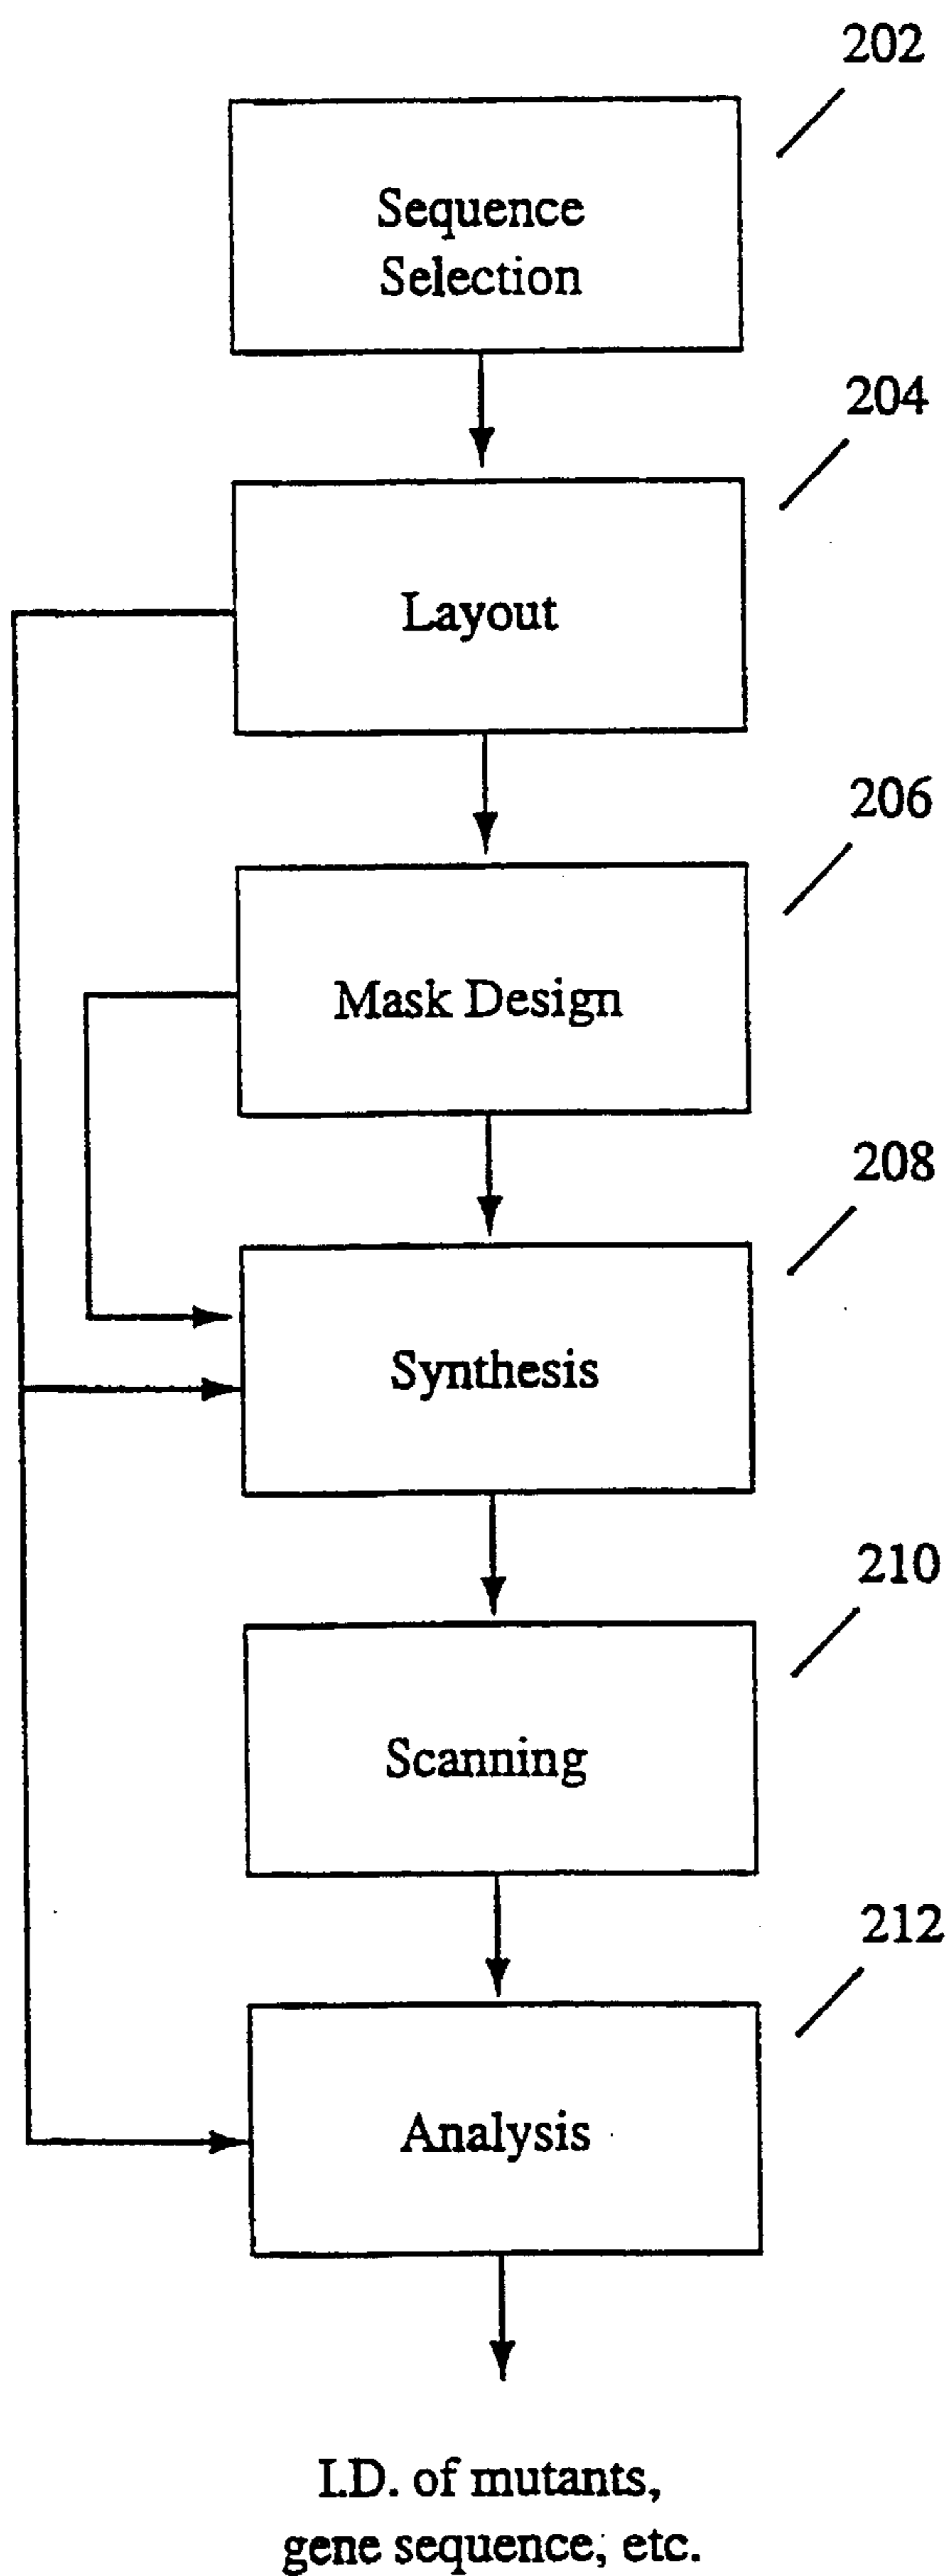 202
Sequence
Selection
204
Layout
206
Mask Design
208
Synthesis
210
Scanning
212
Analysis
I.D. of mutants,
gene sequence, etc.